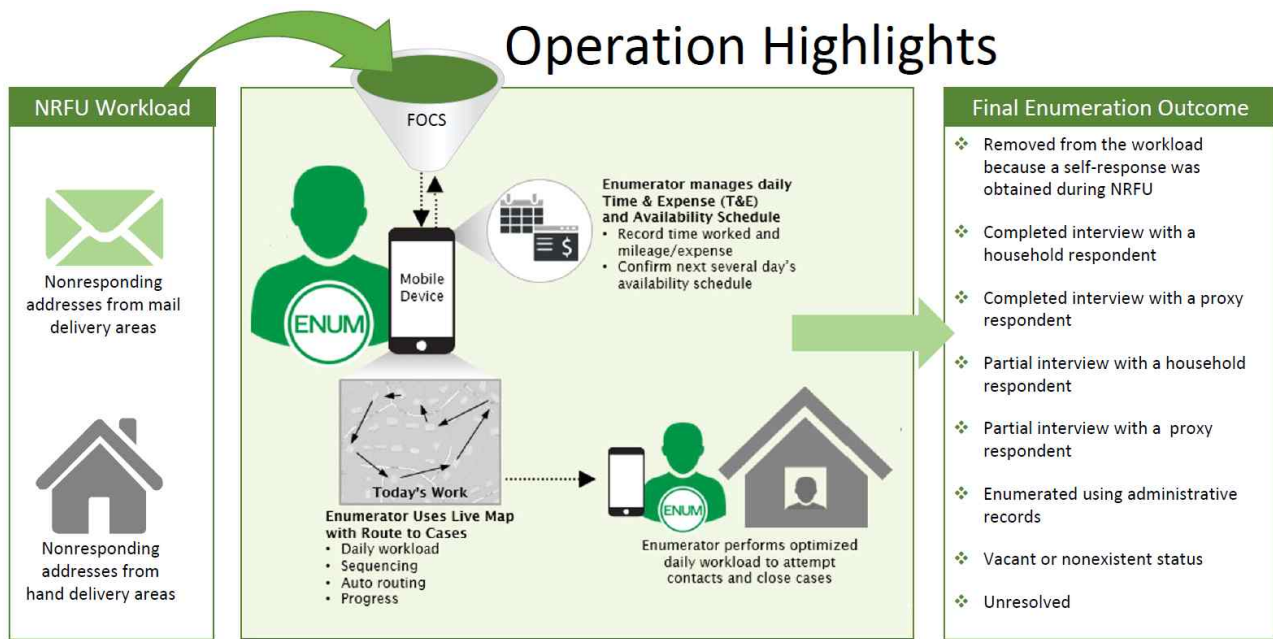 Operation Highlights
NRFU Workload
Nonresponding
addresses from mail
delivery areas
Nonresponding
addresses from
hand delivery areas
FOCS
ENUM
Mobile
Device
Enumerator manages daily
Time & Expense (T&E)
and Availability Schedule
• Record time worked and
mileage/expense
• Confirm next several day's
availability schedule
Today's Work
Enumerator Uses Live Map
with Route to Cases
• Daily workload
• Sequencing
• Auto routing
• Progress
ENUM
Enumerator performs optimized
daily workload to attempt
contacts and close cases
Final Enumeration Outcome
❖ Removed from the workload
because a self-response was
obtained during NRFU
❖ Completed interview with a
household respondent
❖ Completed interview with a proxy
respondent
❖ Partial interview with a household
respondent
❖ Partial interview with a proxy
respondent
❖ Enumerated using administrative
records
❖ Vacant or nonexistent status
❖ Unresolved